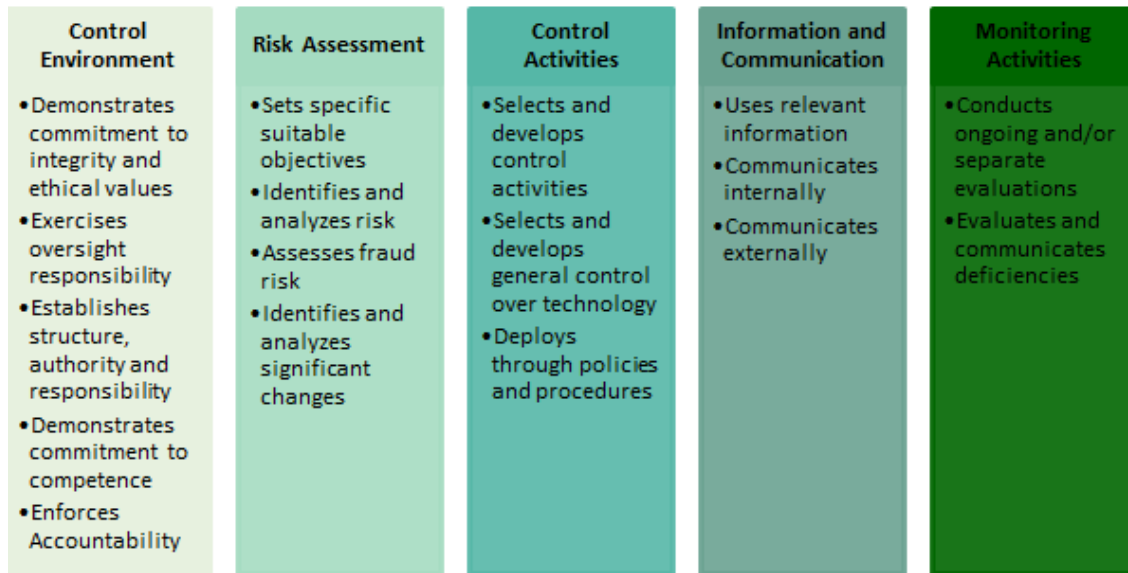 Control
Environment
•Demonstrates
commitment to
integrity and
ethical values
•Exercises
oversight
responsibility
•Establishes
structure,
authority and
responsibility
•Demonstrates
commitment to
competence
•Enforces
Accountability
Risk Assessment
•Sets specific
suitable
objectives
•Identifies and
analyzes risk
•Assesses fraud
risk
•Identifies and
analyzes
significant
changes
Control
Activities
•Selects and
develops
control
activities
•Selects and
develops
general control
over technology
•Deploys
through policies
and procedures
Information and
Communication
•Uses relevant
information
•Communicates
internally
•Communicates
externally
Monitoring
Activities
•Conducts
ongoing and/or
separate
evaluations
•Evaluates and
communicates
deficiencies